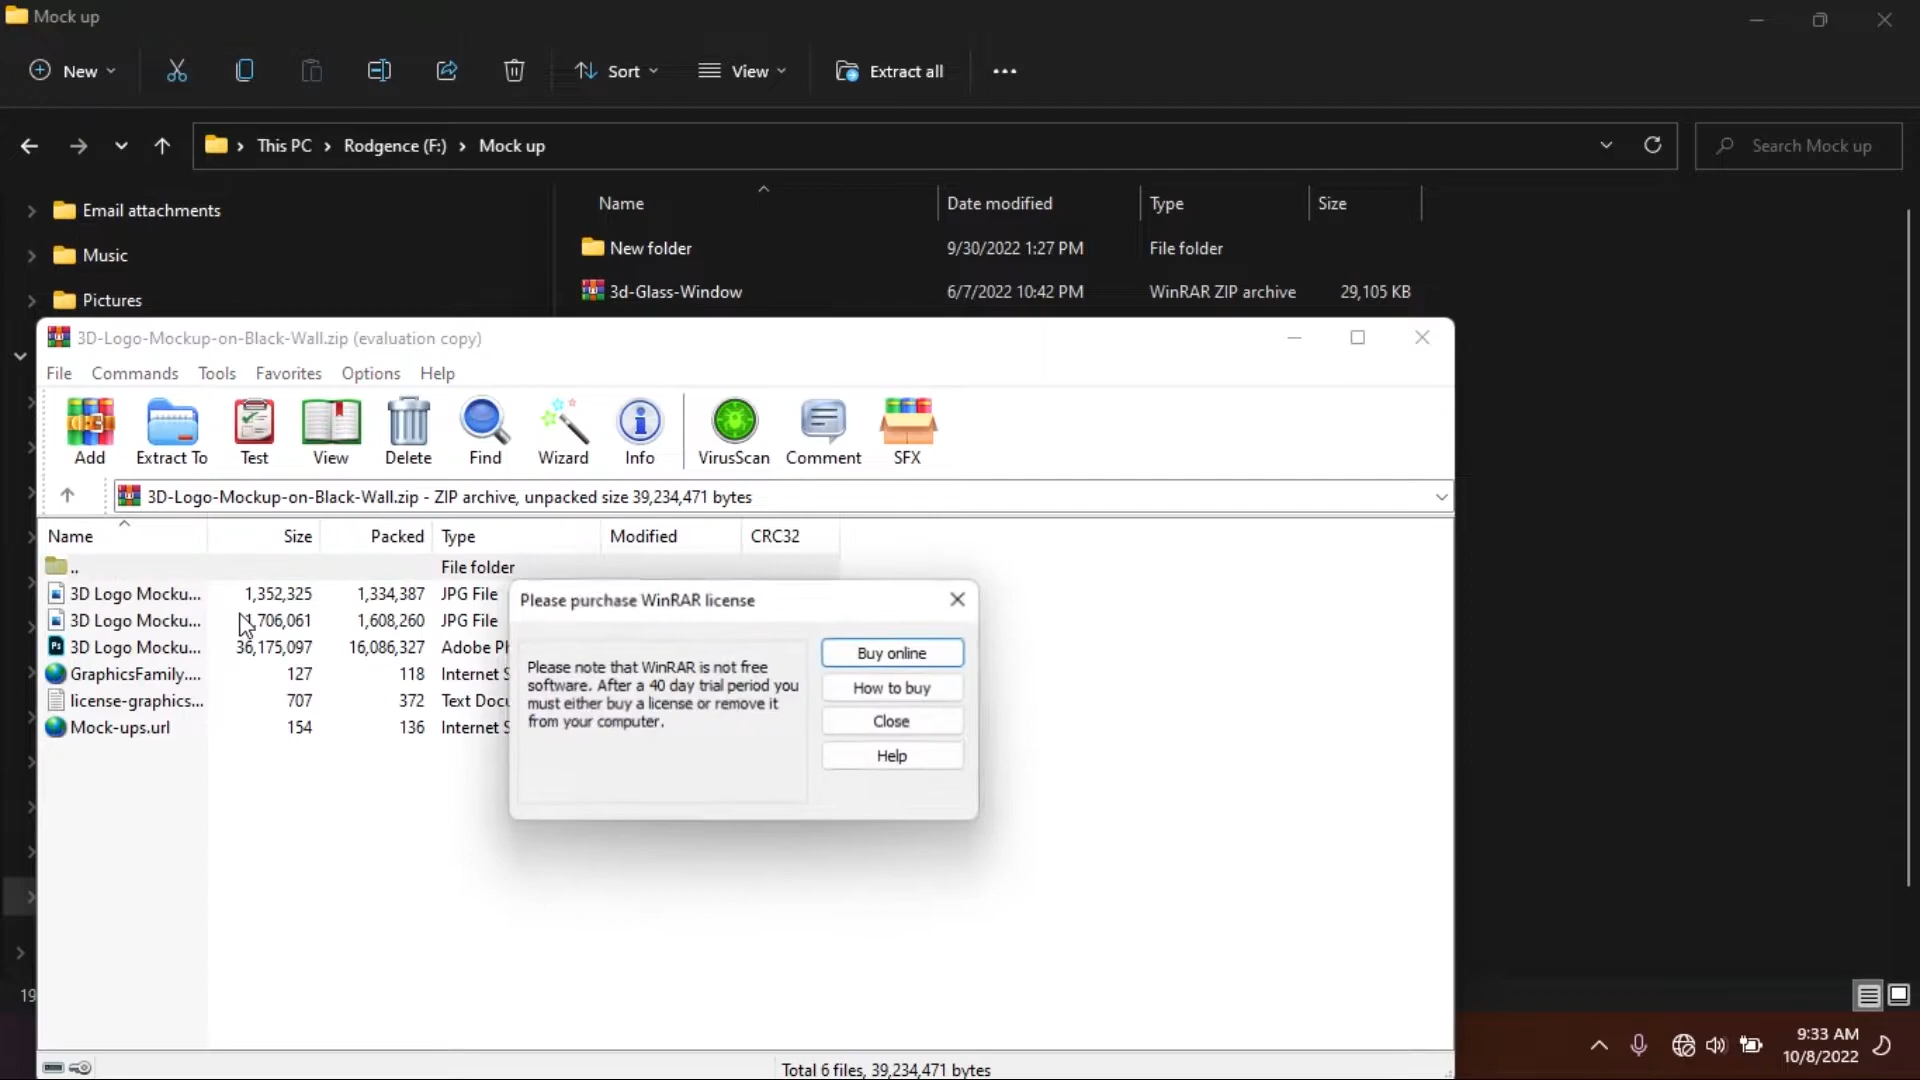 Mock up
New
Sort
View
Extract all
This PC
Rodgence (F:)
Mock up
Search Mock up
Email attachments
Music
Pictures
Name
Date modified
Type
Size
New folder
9/30/2022 1:27 PM
File folder
3d-Glass-Window
6/7/2022 10:42 PM
WinRAR ZIP archive
29,105 KB
3D-Logo-Mockup-on-Black-Wall.zip (evaluation copy)
File Commands Tools Favorites Options Help
Add
Extract To
Test
View
Delete
Find
Wizard
Info
VirusScan
Comment
SFX
3D-Logo-Mockup-on-Black-Wall.zip - ZIP archive, unpacked size 39,234,471 bytes
Name Size Packed Type Modified CRC32
.. File folder
3D Logo Mocku... 1,352,325 1,334,387 JPG File
3D Logo Mocku... 706,061 1,608,260 JPG File
3D Logo Mocku... 36,175,097 16,086,327 Adobe Ph
GraphicsFamily.... 127 118 Internet S
license-graphics... 707 372 Text Docu
Mock-ups.url 154 136 Internet S
Please purchase WinRAR license
Please note that WinRAR is not free
software. After a 40 day trial period you
must either buy a license or remove it
from your computer.
Buy online
How to buy
Close
Help
19
Total 6 files, 39,234,471 bytes
9:33 AM
10/8/2022